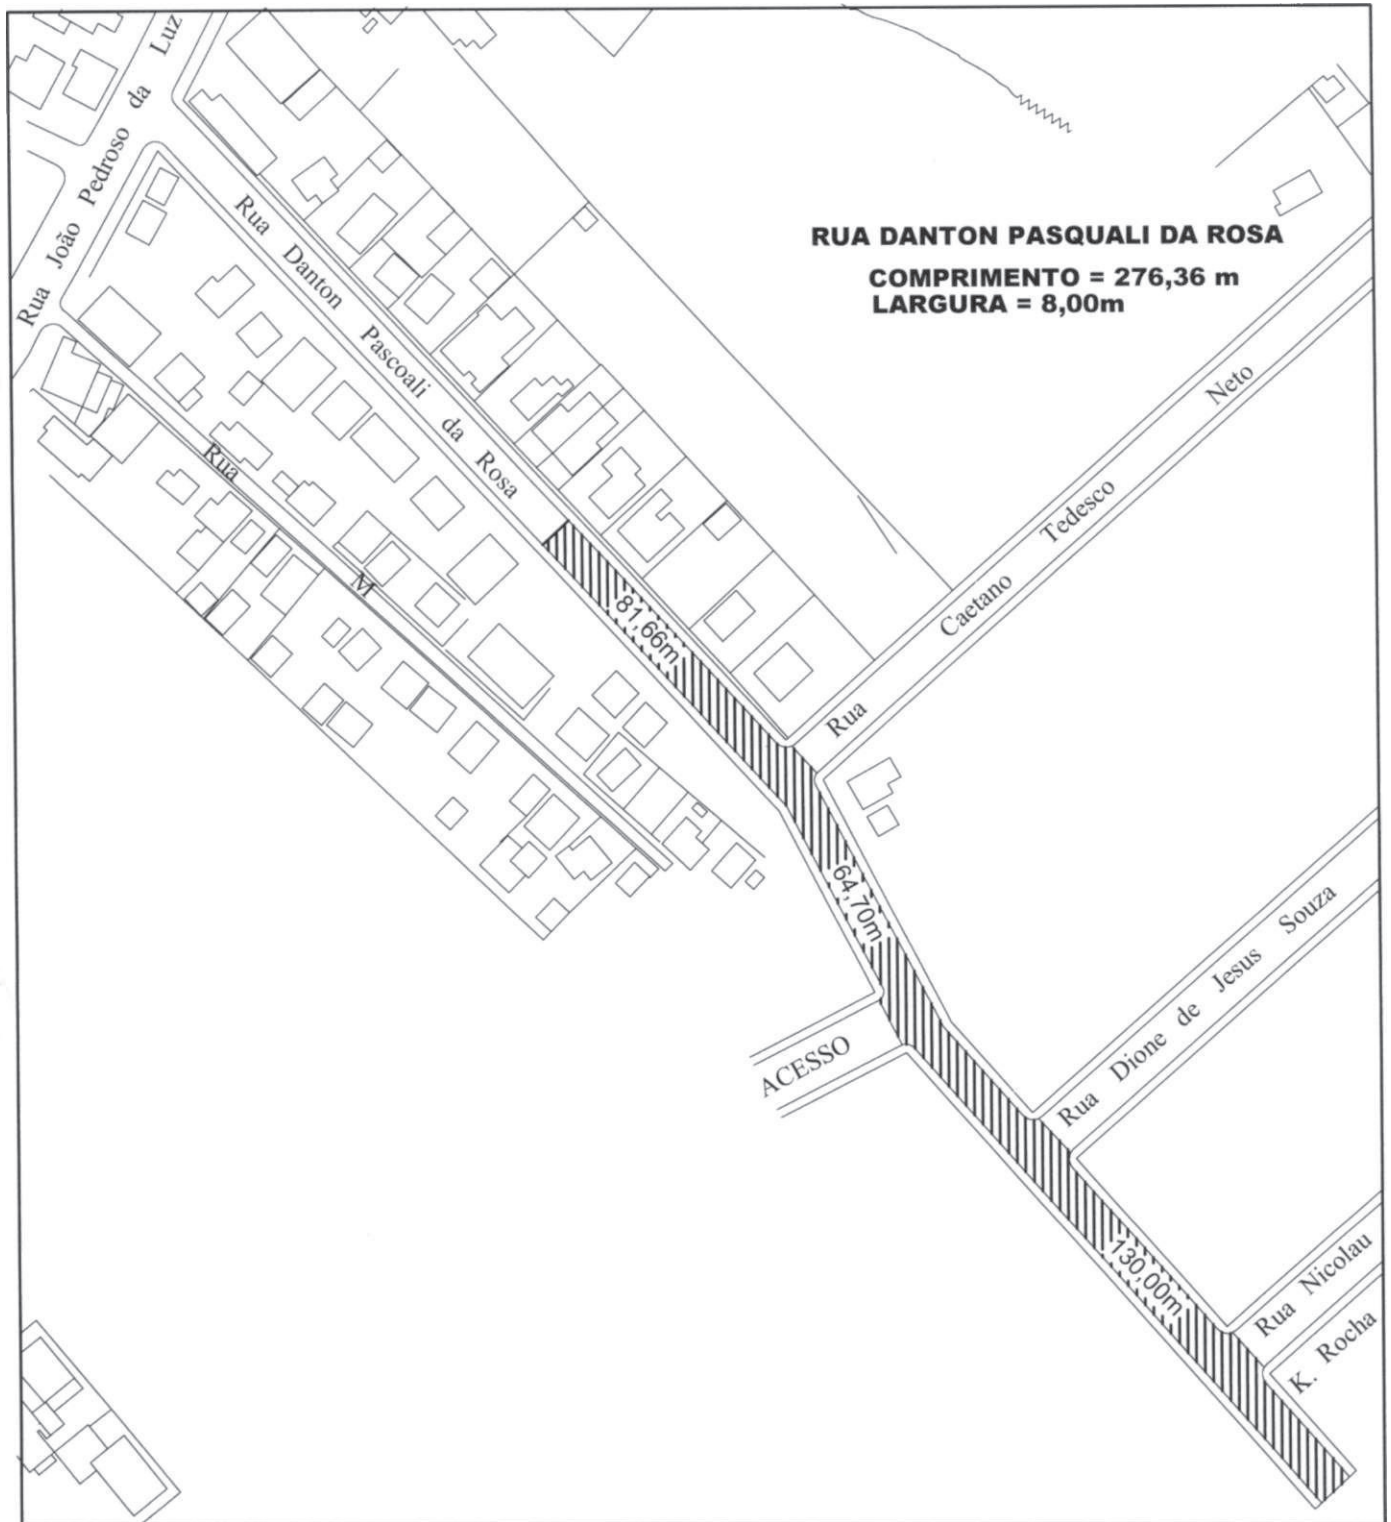 Rua João Pedroso da Luz
Rua Danton Pascoali da Rosa
RUA DANTON PASQUALI DA ROSA
COMPRIMENTO = 276,36 m
LARGURA = 8,00m
Rua Caetano Tedesco Neto
Rua M
81,66m
64,70m
ACESSO
Rua Dione de Jesus Souza
130,00m
Rua Nicolau
K. Rocha